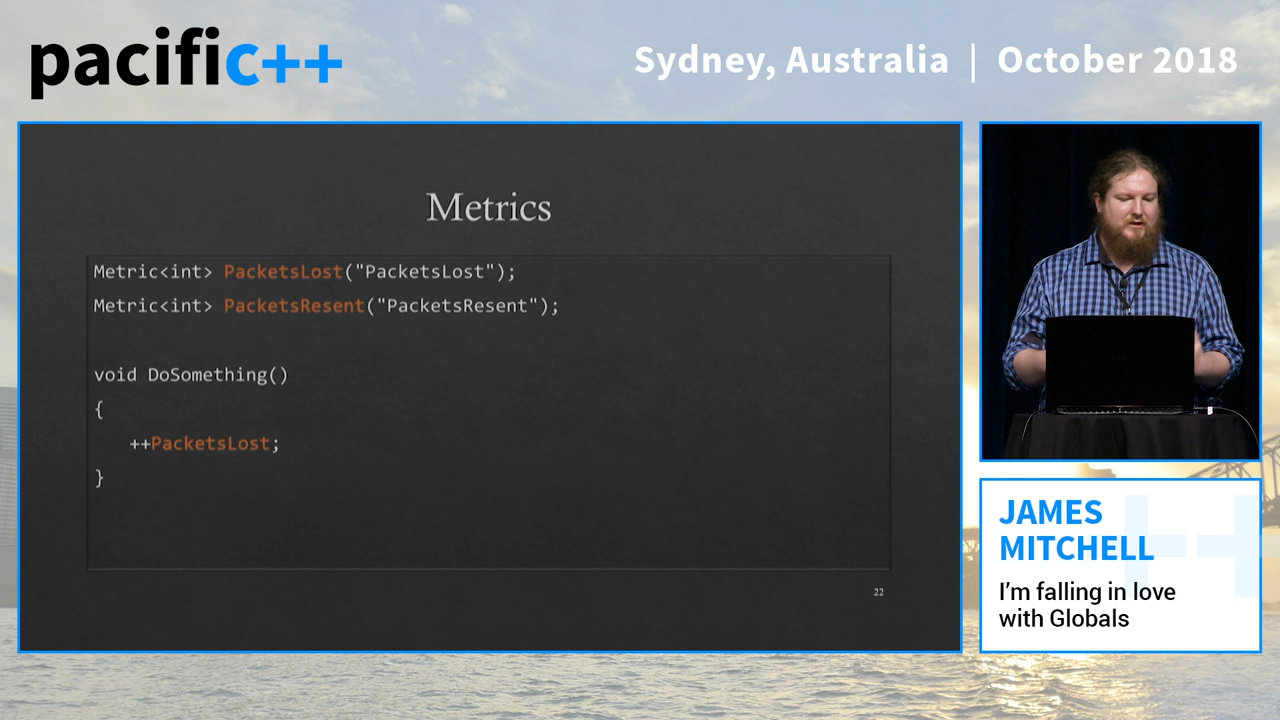 pacific++
Sydney, Australia | October 2018
Metrics
Metric<int> PacketsLost("PacketsLost");
Metric<int> PacketsResent("PacketsResent");
void DoSomething()
{
++PacketsLost;
}
22
JAMES
MITCHELL
I'm falling in love
with Globals